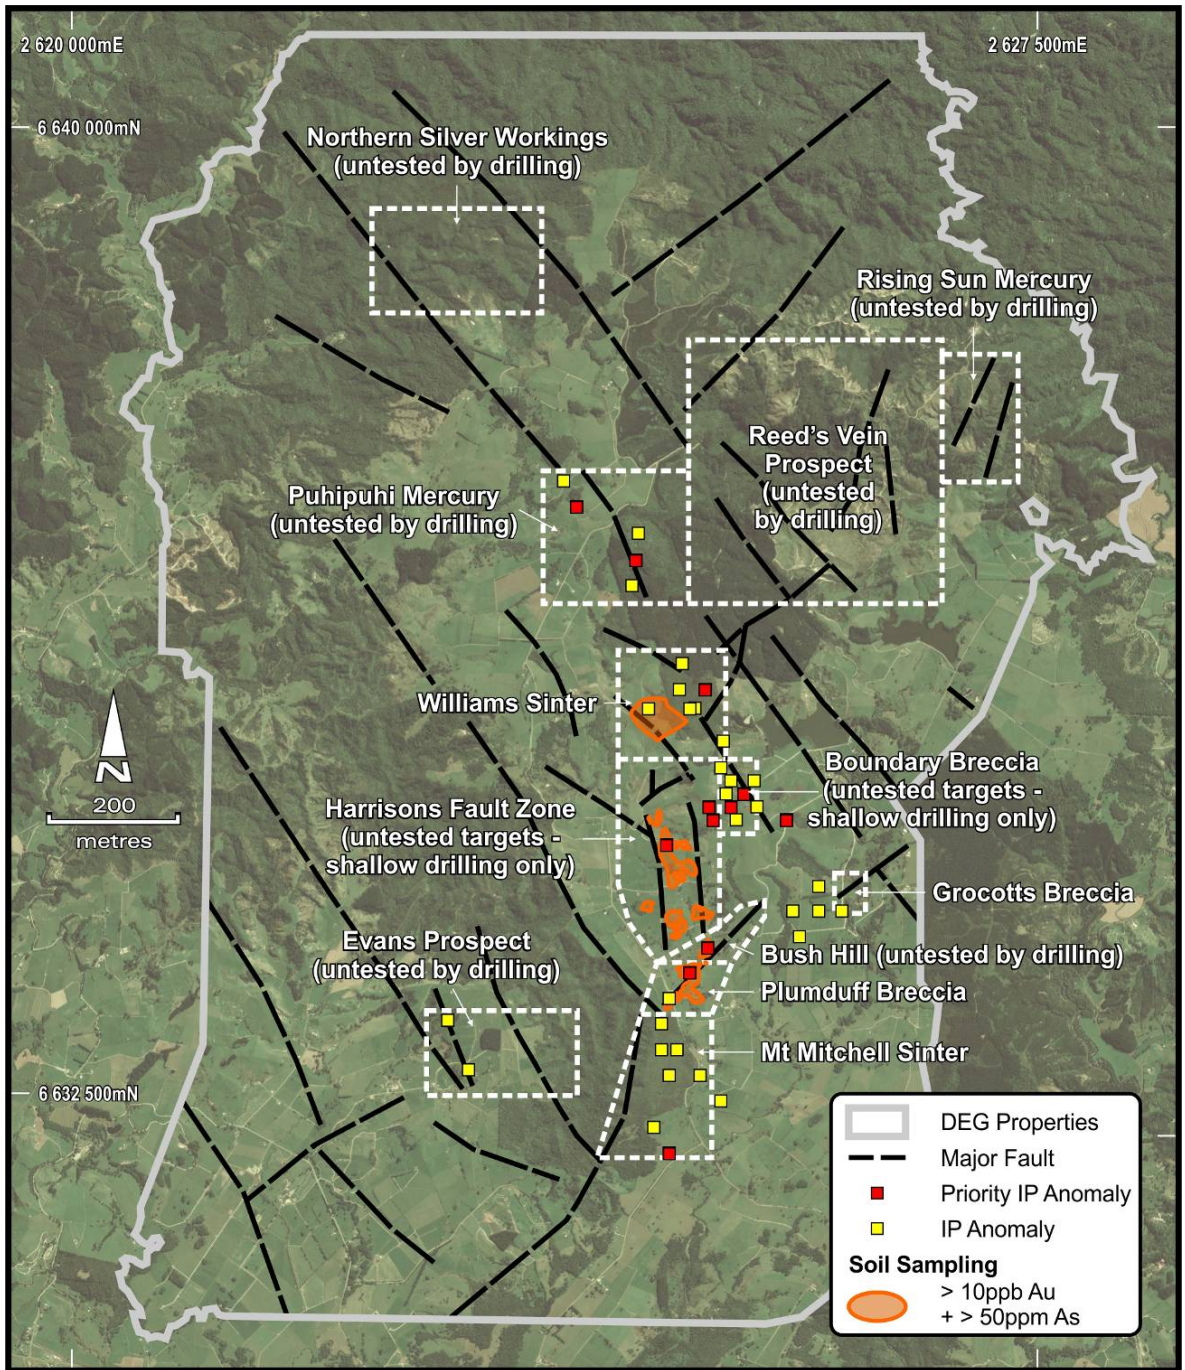 2 620 000mE
2 627 500mE
6 640 000mN
Northern Silver Workings
(untested by drilling)
Rising Sun Mercury
(untested by drilling)
Reed's Vein
Prospect
(untested
by drilling)
Puhipuhi Mercury
(untested by drilling)
Williams Sinter
N
200
metres
Boundary Breccia
(untested targets -
shallow drilling only)
Harrisons Fault Zone
(untested targets -
shallow drilling only)
Grocotts Breccia
Evans Prospect
(untested by drilling)
Bush Hill (untested by drilling)
Plumduff Breccia
Mt Mitchell Sinter
6 632 500mN
DEG Properties
Major Fault
Priority IP Anomaly
IP Anomaly
Soil Sampling
> 10ppb Au
+ > 50ppm As